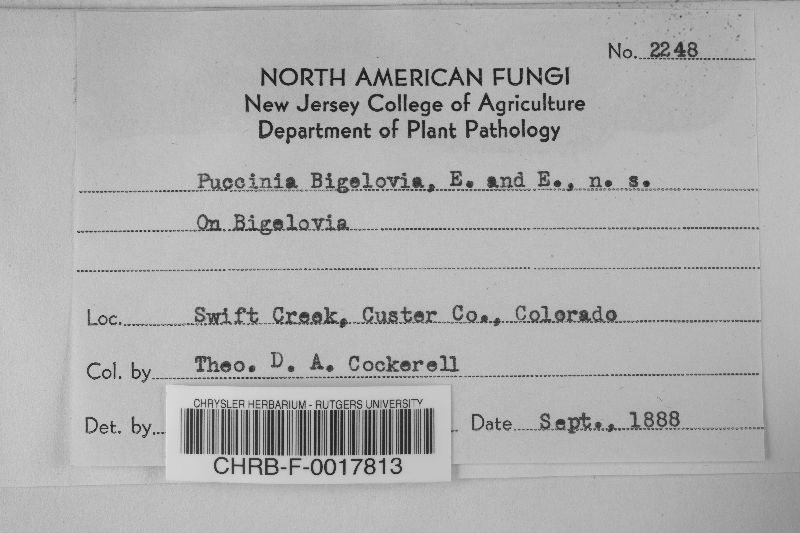 No. 2248
NORTH AMERICAN FUNGI
New Jersey College of Agriculture
Department of Plant Pathology
Puccinia Bigelovia, E. and E., n. s.
On Bigelovia
Loc. Swift Creek, Custer Co., Colorado
Col. by Theo. D. A. Cockerell
Det. by
Date Sept., 1888
CHRYSLER HERBARIUM - RUTGERS UNIVERSITY
CHRB-F-0017813